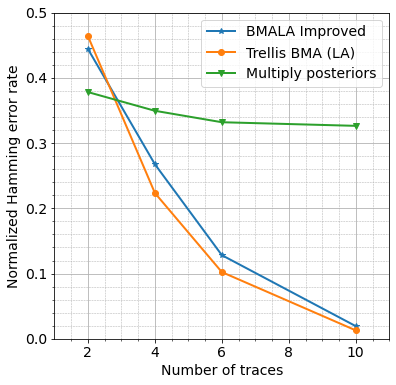 0.5
0.4
0.3
0.2
0.1
0.0
Normalized Hamming error rate
BMALA Improved
Trellis BMA (LA)
Multiply posteriors
2 4 6 8 10
Number of traces